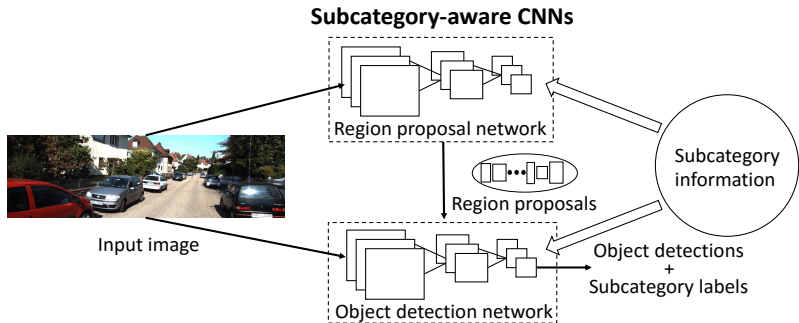 Subcategory-aware CNNs
Region proposal network
Region proposals
Subcategory
information
Input image
Object detection network
Object detections
+
Subcategory labels